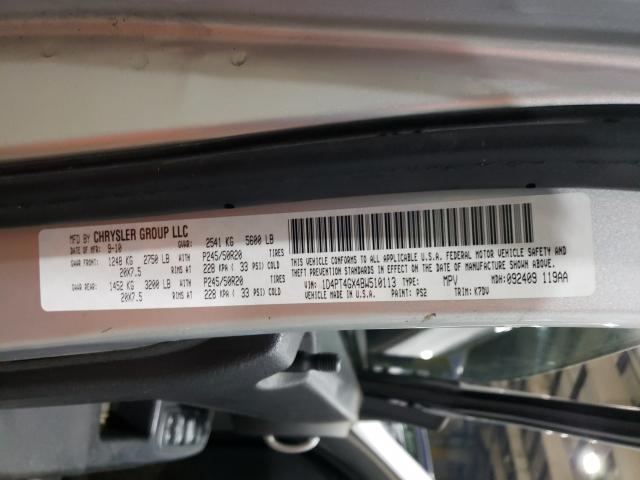 MFD BY CHRYSLER GROUP LLC
DATE OF MFR: 9-10 GVWR: 2541 KG 5600 LB
GAWR FRONT: 1248 KG 2750 LB WITH P245/50R20 TIRES
20X7.5 RIMS AT 228 KPA ( 33 PSI) COLD
GAWR REAR: 1452 KG 3200 LB WITH P245/50R20 TIRES
20X7.5 RIMS AT 228 KPA ( 33 PSI) COLD
THIS VEHICLE CONFORMS TO ALL APPLICABLE U.S.A. FEDERAL MOTOR VEHICLE SAFETY AND
THEFT PREVENTION STANDARDS IN EFFECT ON THE DATE OF MANUFACTURE SHOWN ABOVE.
VIN: 1D4PT4GX4BW510113 TYPE: MPV MDH:092409 119AA
VEHICLE MADE IN U.S.A. PAINT: PS2 TRIM: K7DV